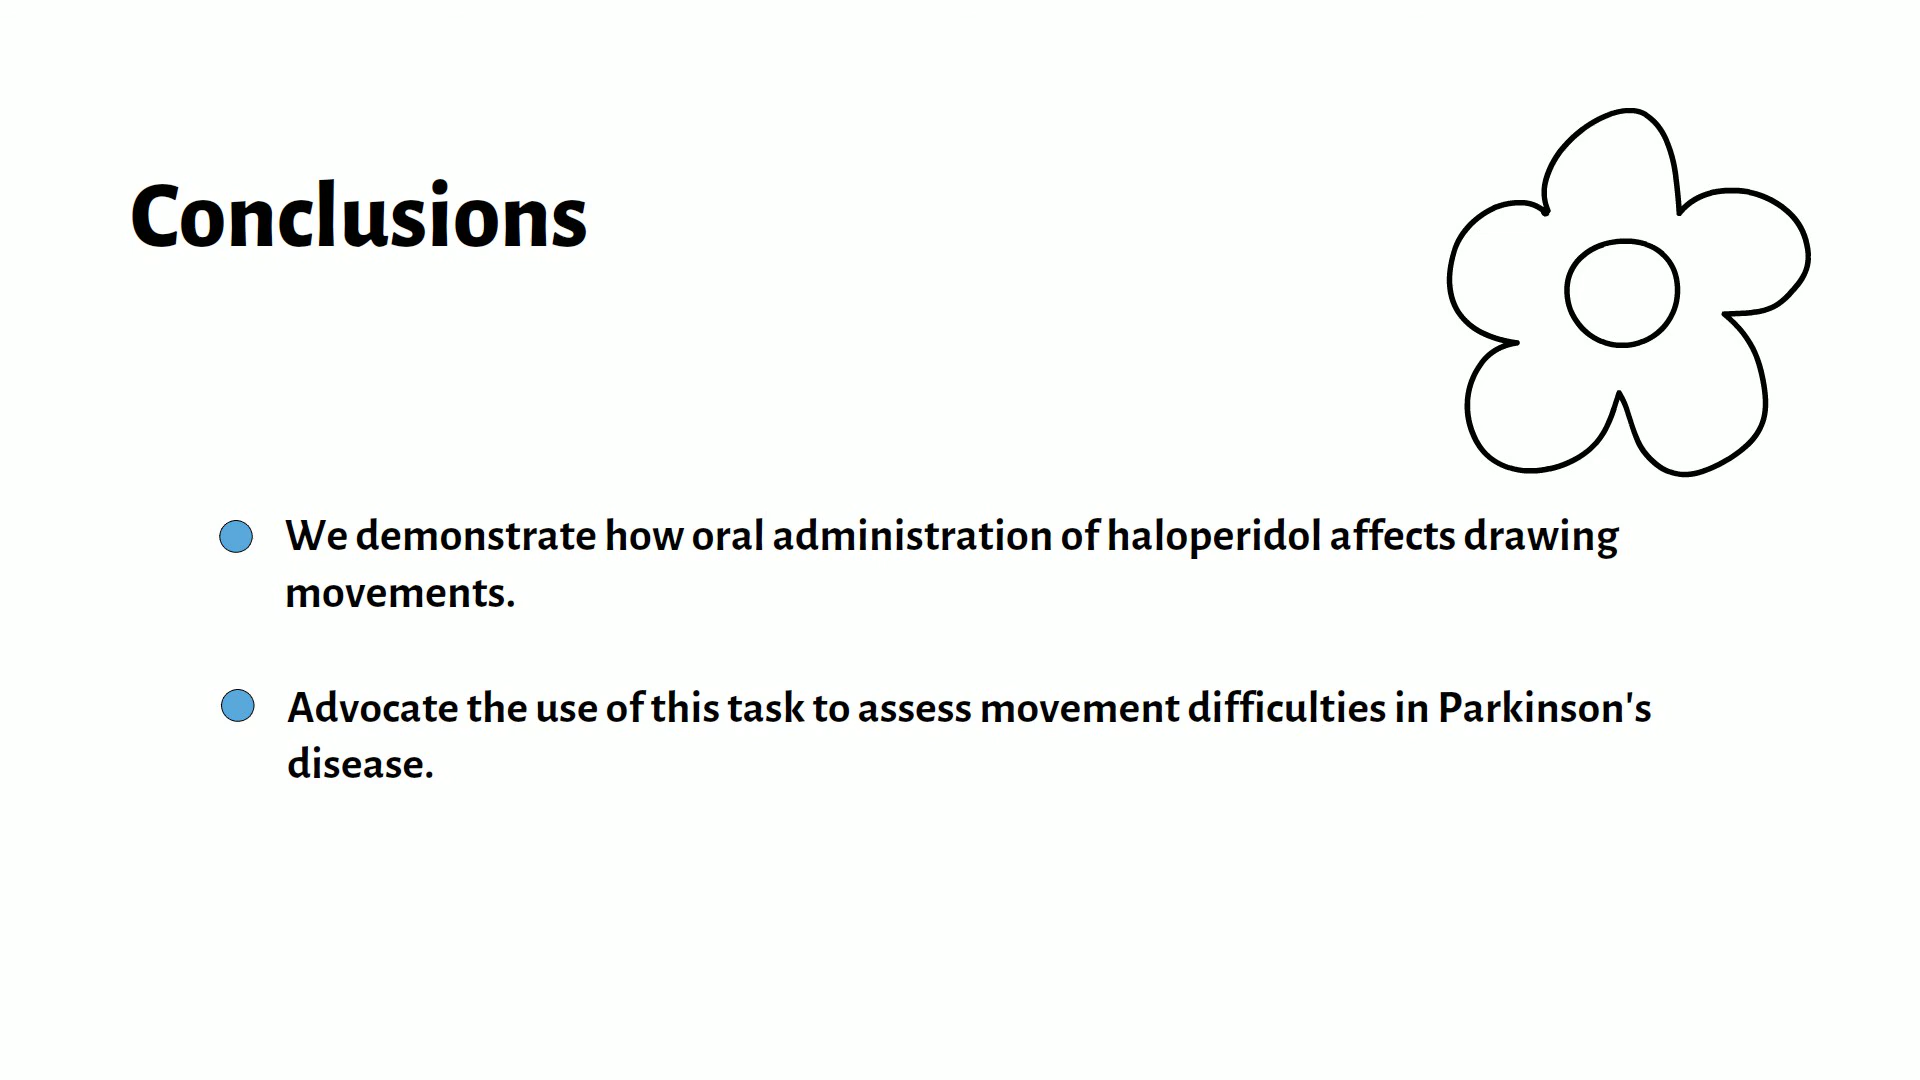 Conclusions
We demonstrate how oral administration of haloperidol affects drawing
movements.
Advocate the use of this task to assess movement difficulties in Parkinson's
disease.